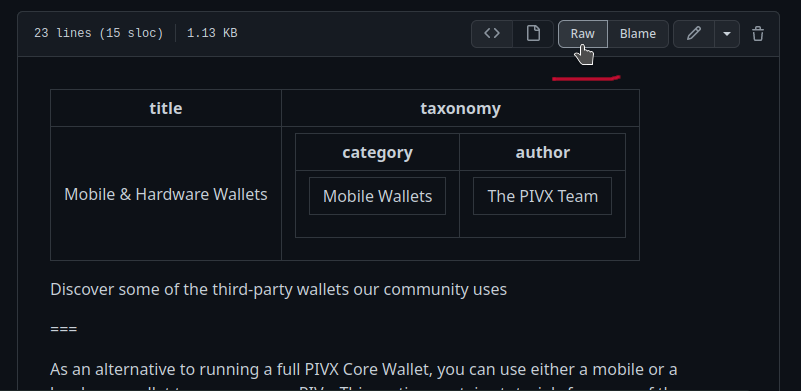 23 lines (15 sloc) 1.13 KB
<> Raw Blame
title taxonomy
category author
Mobile & Hardware Wallets Mobile Wallets The PIVX Team
Discover some of the third-party wallets our community uses
===
As an alternative to running a full PIVX Core Wallet, you can use either a mobile or a